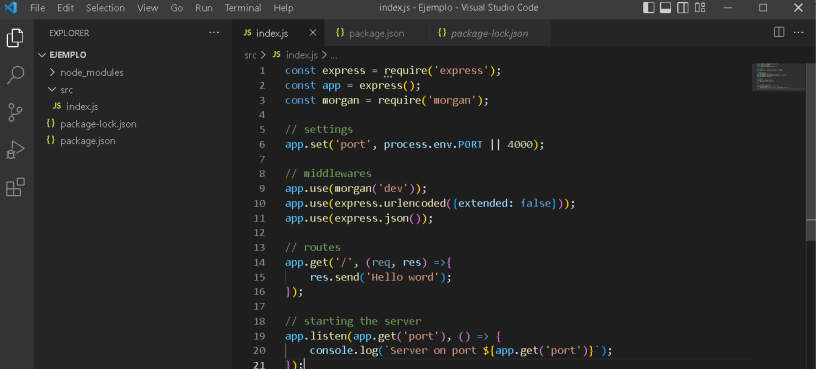 File Edit Selection View Go Run Terminal Help index.js - Ejemplo - Visual Studio Code
EXPLORER ···
EJEMPLO
node_modules
src
JS index.js
{} package-lock.json
{} package.json
JS index.js × {} package.json {} package-lock.json
src > JS index.js > ...
1 const express = require('express');
2 const app = express();
3 const morgan = require('morgan');
4
5 // settings
6 app.set('port', process.env.PORT || 4000);
7
8 // middlewares
9 app.use(morgan('dev'));
10 app.use(express.urlencoded({extended: false}));
11 app.use(express.json());
12
13 // routes
14 app.get('/', (req, res) =>{
15 res.send('Hello word');
16 });
17
18 // starting the server
19 app.listen(app.get('port'), () => {
20 console.log(`Server on port ${app.get('port')}`);
21 });